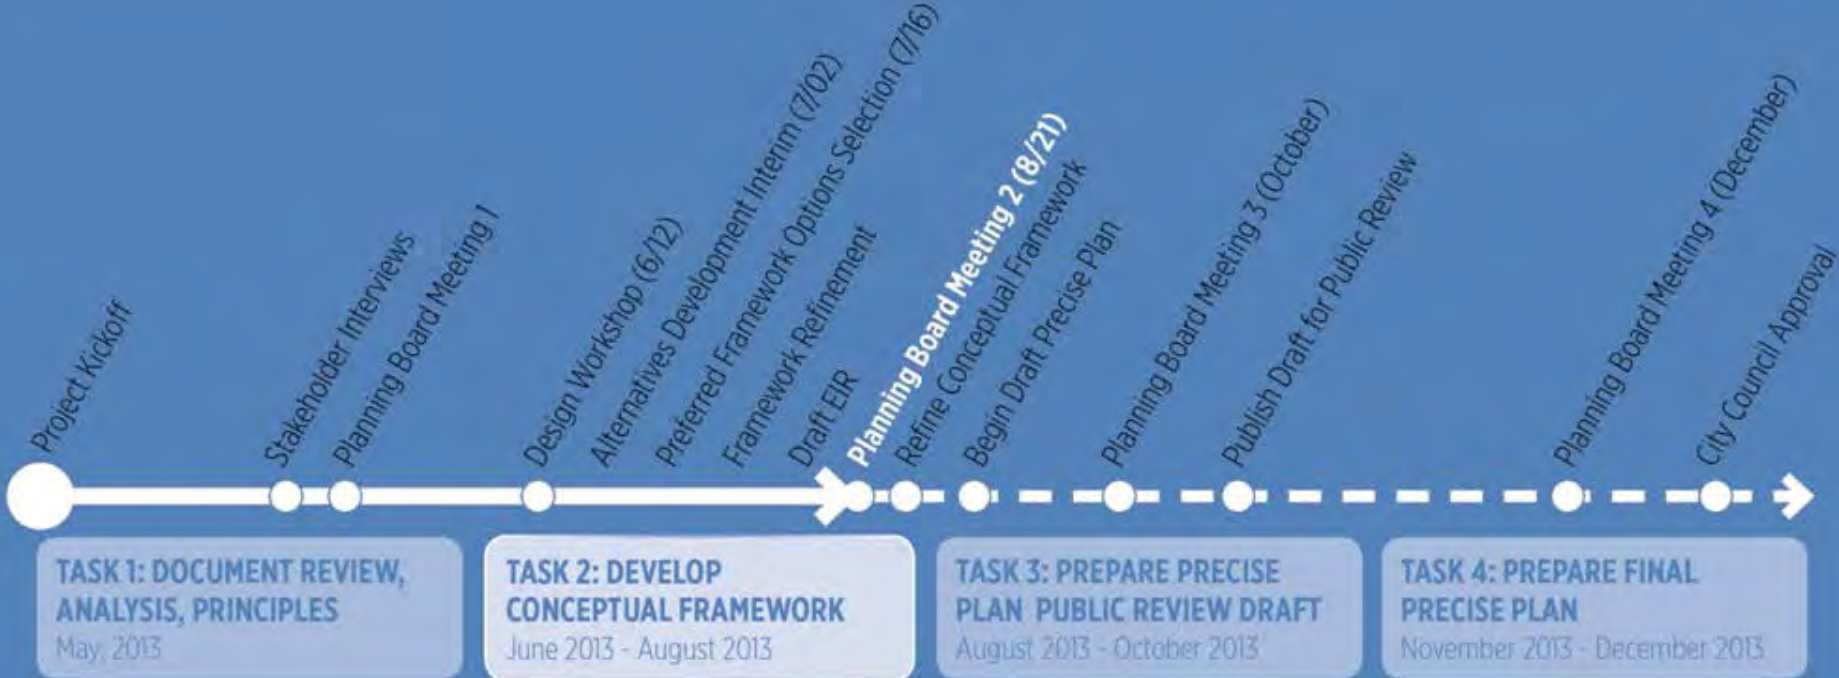 Project Kickoff
Stakeholder Interviews
Planning Board Meeting 1
Design Workshop (6/12)
Alternatives Development Interim (7/02)
Preferred Framework Options Selection (7/16)
Framework Refinement
Draft EIR
Planning Board Meeting 2 (8/21)
Refine Conceptual Framework
Begin Draft Precise Plan
Planning Board Meeting 3 (October)
Publish Draft for Public Review
Planning Board Meeting 4 (December)
City Council Approval
TASK 1: DOCUMENT REVIEW,
ANALYSIS, PRINCIPLES
May, 2013
TASK 2: DEVELOP
CONCEPTUAL FRAMEWORK
June 2013 - August 2013
TASK 3: PREPARE PRECISE
PLAN PUBLIC REVIEW DRAFT
August 2013 - October 2013
TASK 4: PREPARE FINAL
PRECISE PLAN
November 2013 - December 2013